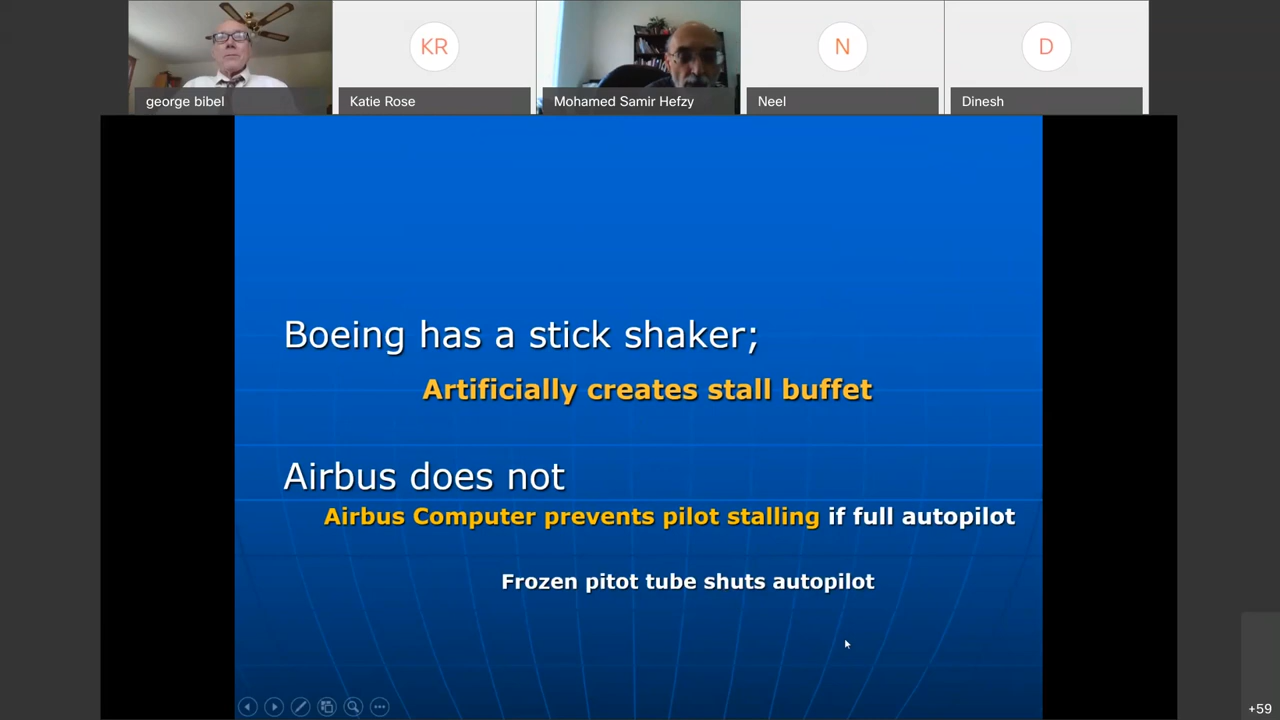 KR
N
D
george bibel
Katie Rose
Mohamed Samir Hefzy
Neel
Dinesh
Boeing has a stick shaker;
Artificially creates stall buffet
Airbus does not
Airbus Computer prevents pilot stalling if full autopilot
Frozen pitot tube shuts autopilot
+59